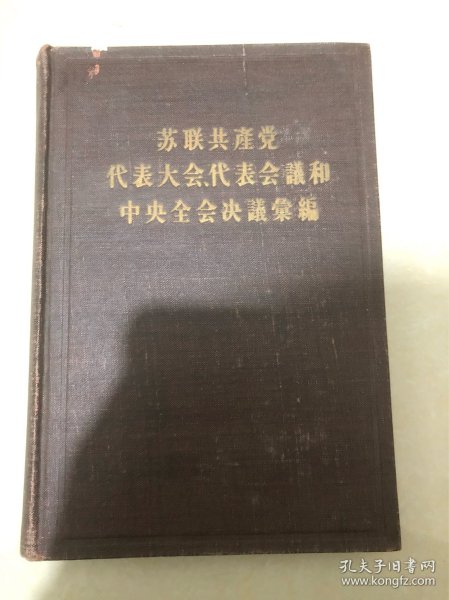 苏联共產党
代表大会、代表会議和
中央全会决議彙編
孔夫子旧书网
www.kongfz.com